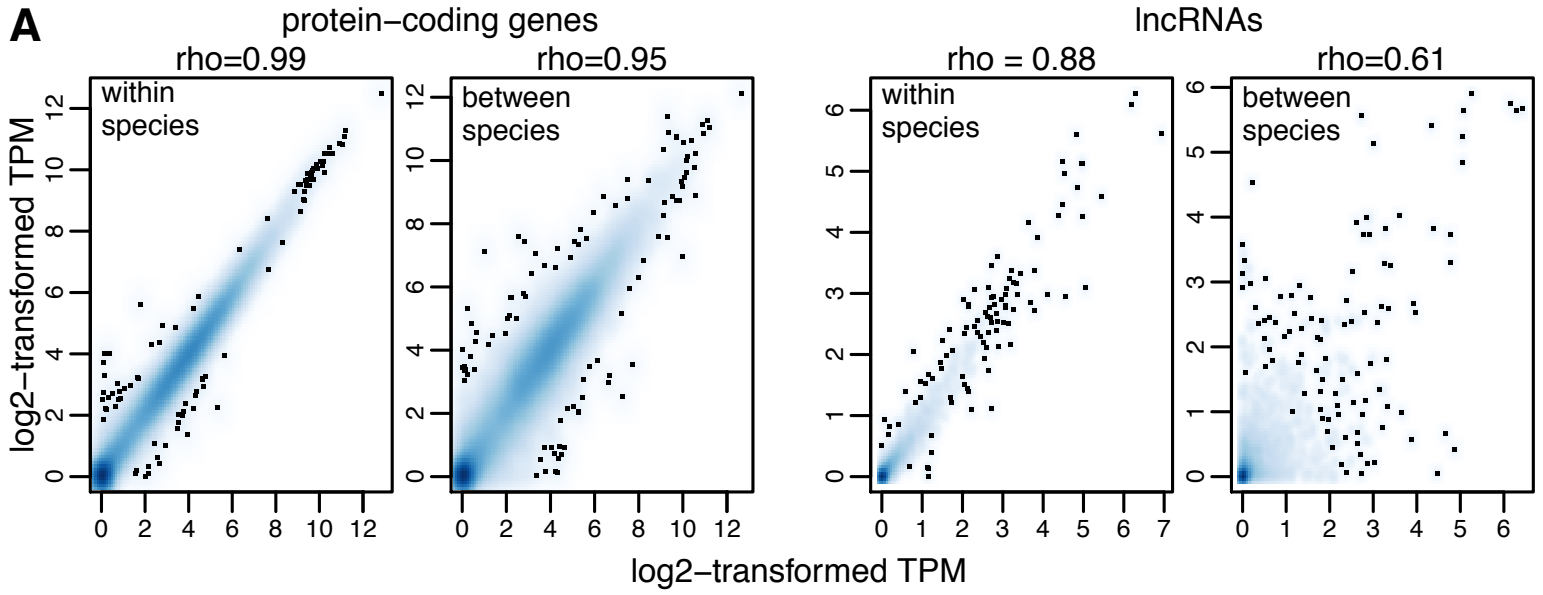 A
protein−coding genes
lncRNAs
rho=0.99
rho=0.95
rho = 0.88
rho=0.61
within
species
between
species
within
species
between
species
log2−transformed TPM
0 2 4 6 8 10 12
0 2 4 6 8 10 12
0 1 2 3 4 5 6
0 1 2 3 4 5 6
0 2 4 6 8 10 12
0 2 4 6 8 10 12
0 1 2 3 4 5 6 7
0 1 2 3 4 5 6
log2−transformed TPM